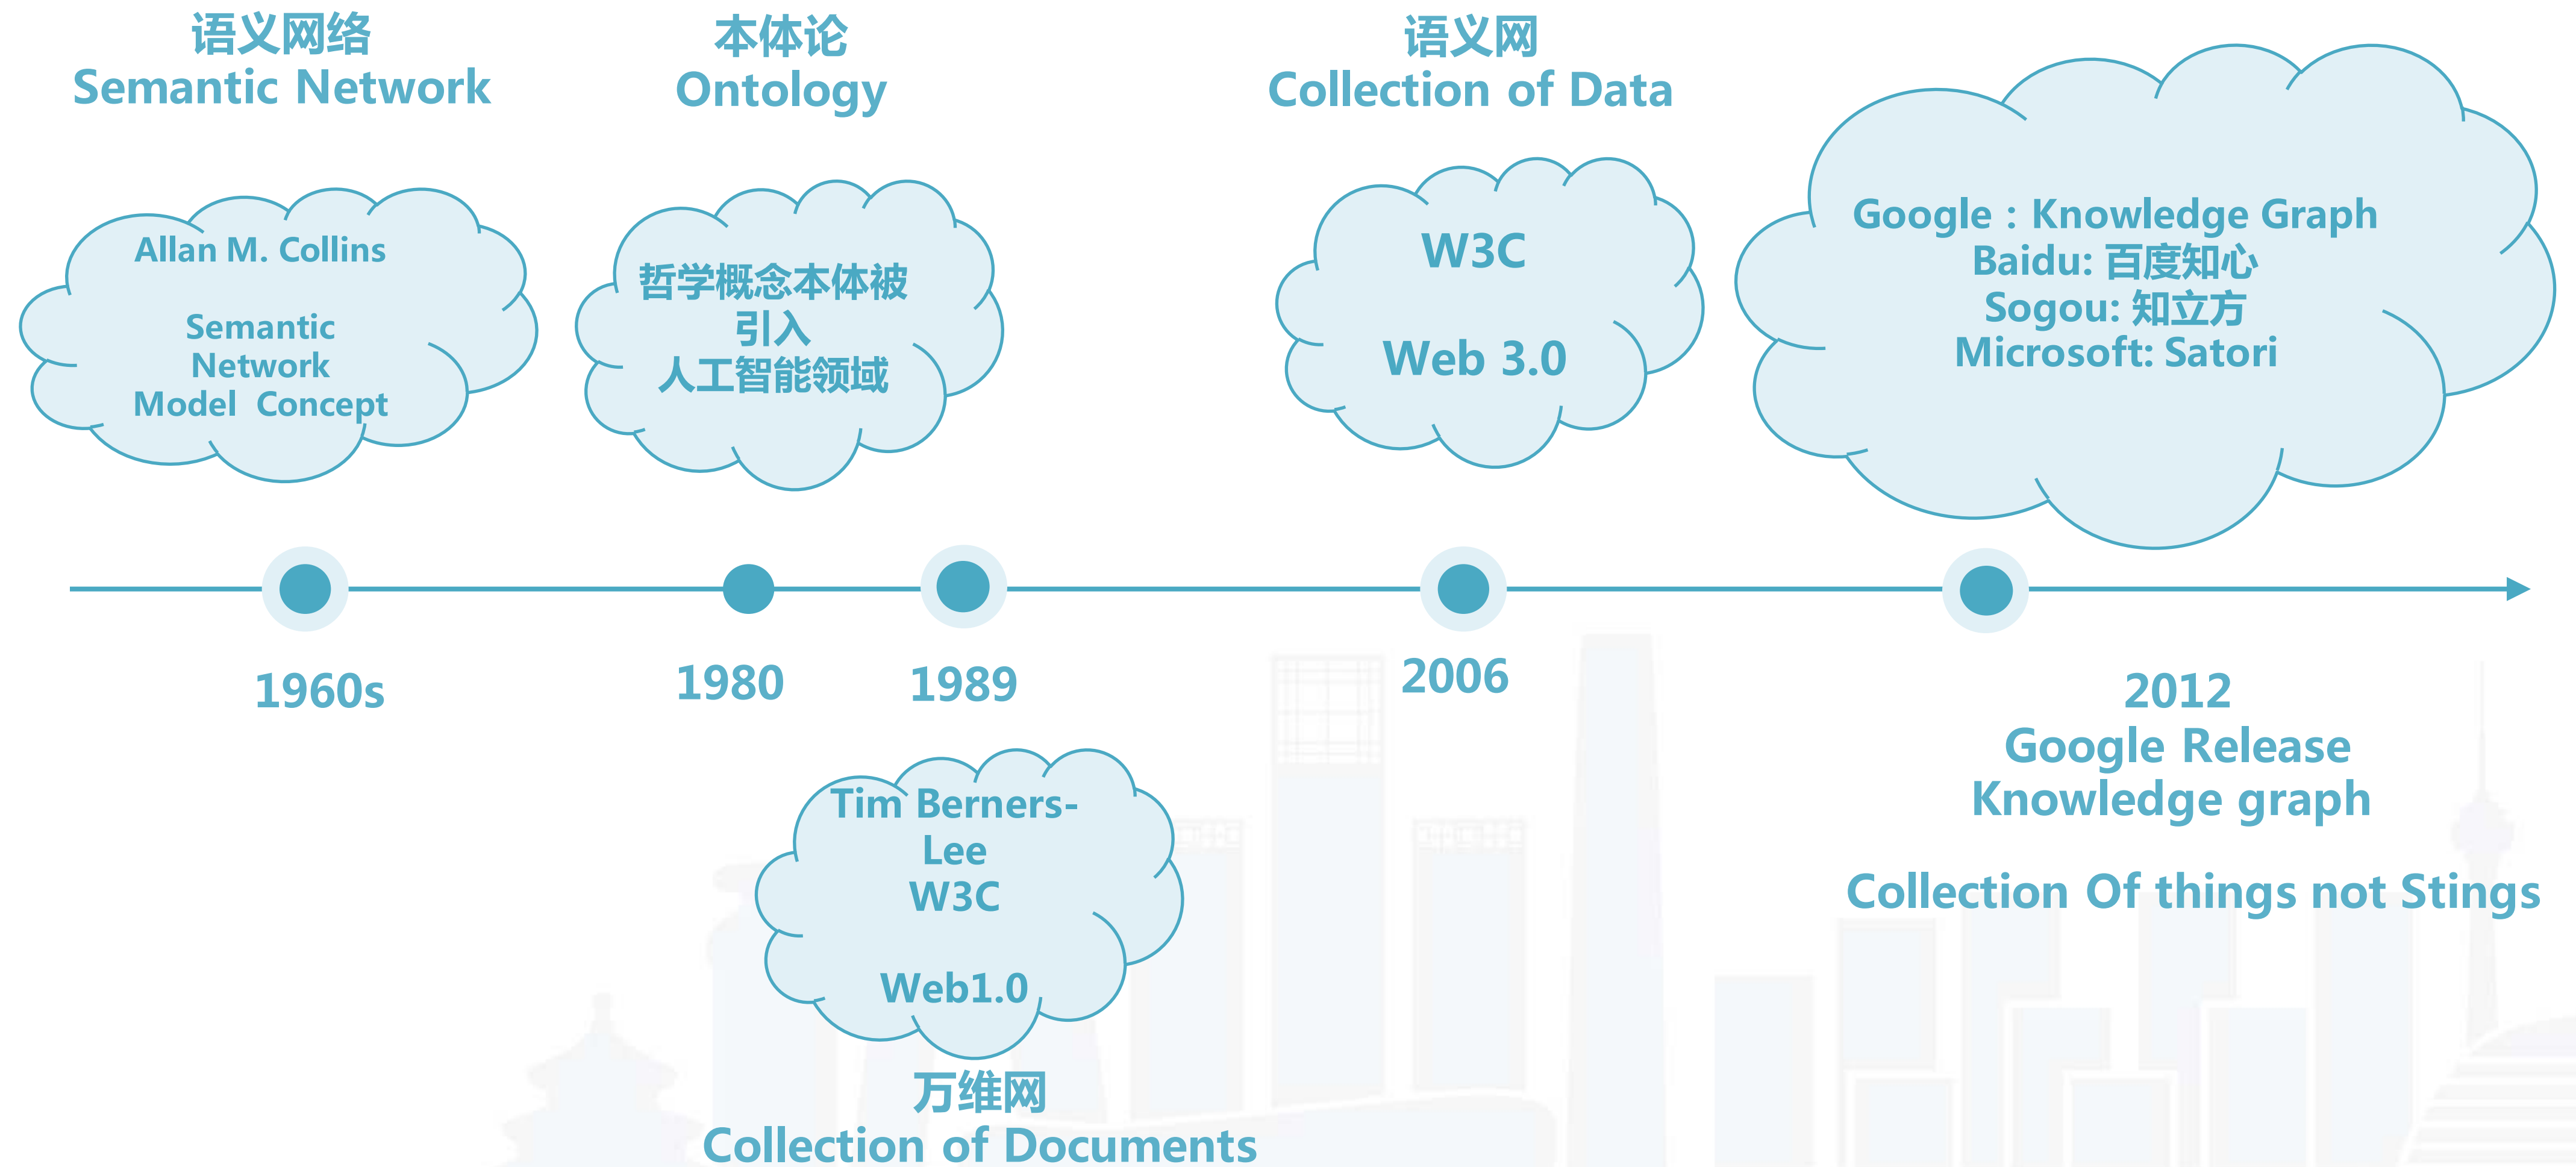 语义网络
Semantic Network
Allan M. Collins
Semantic
Network
Model Concept
本体论
Ontology
哲学概念本体被
引入
人工智能领域
语义网
Collection of Data
W3C
Web 3.0
Google：Knowledge Graph
Baidu: 百度知心
Sogou: 知立方
Microsoft: Satori
1960s
1980
1989
2006
2012
Google Release
Knowledge graph
Collection Of things not Stings
Tim Berners-
Lee
W3C
Web1.0
万维网
Collection of Documents